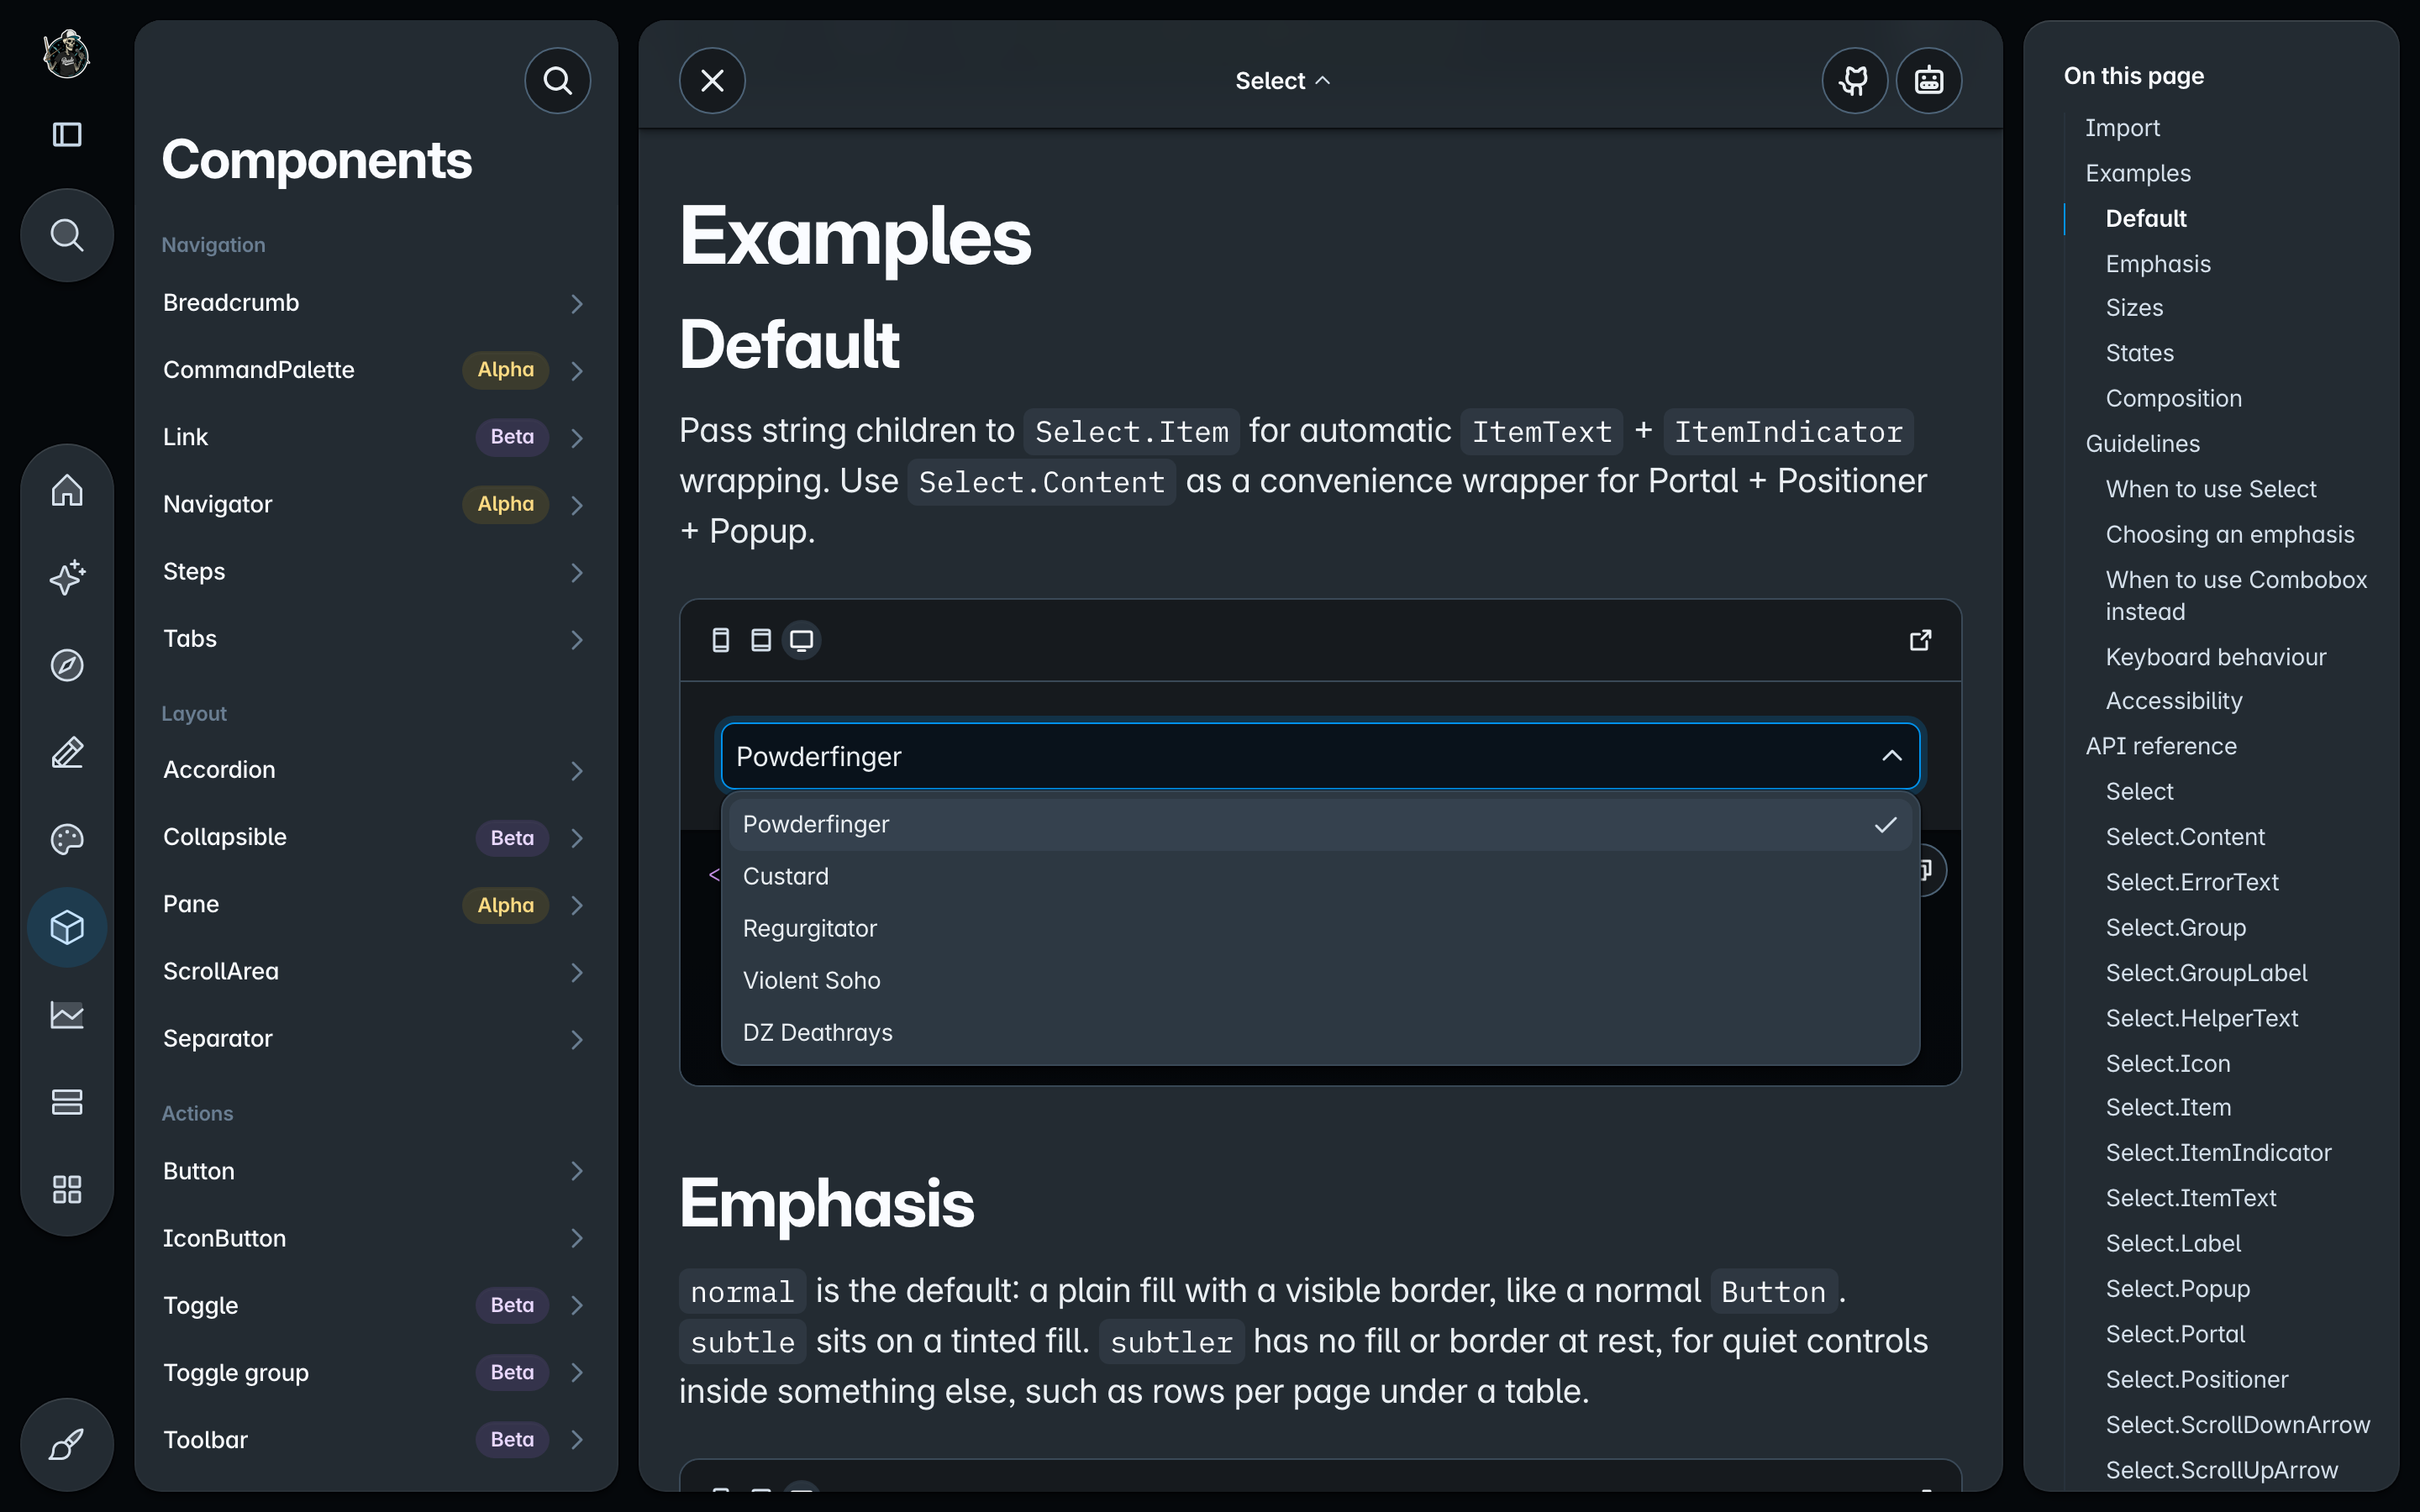 Components
Navigation
Breadcrumb
CommandPalette Alpha
Link Beta
Navigator Alpha
Steps
Tabs
Layout
Accordion
Collapsible Beta
Pane Alpha
ScrollArea
Separator
Actions
Button
IconButton
Toggle Beta
Toggle group Beta
Toolbar Beta
Select
Examples
Default
Pass string children to Select.Item for automatic ItemText + ItemIndicator
wrapping. Use Select.Content as a convenience wrapper for Portal + Positioner
+ Popup.
Powderfinger
Powderfinger
<
Custard
Regurgitator
Violent Soho
DZ Deathrays
Emphasis
normal is the default: a plain fill with a visible border, like a normal Button.
subtle sits on a tinted fill. subtler has no fill or border at rest, for quiet controls
inside something else, such as rows per page under a table.
On this page
Import
Examples
Default
Emphasis
Sizes
States
Composition
Guidelines
When to use Select
Choosing an emphasis
When to use Combobox
instead
Keyboard behaviour
Accessibility
API reference
Select
Select.Content
Select.ErrorText
Select.Group
Select.GroupLabel
Select.HelperText
Select.Icon
Select.Item
Select.ItemIndicator
Select.ItemText
Select.Label
Select.Popup
Select.Portal
Select.Positioner
Select.ScrollDownArrow
Select.ScrollUpArrow